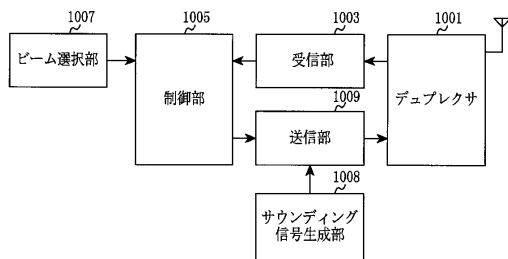 1007
ビーム選択部
1005
制御部
1003
受信部
1009
送信部
1001
デュプレクサ
1008
サウンディング
信号生成部